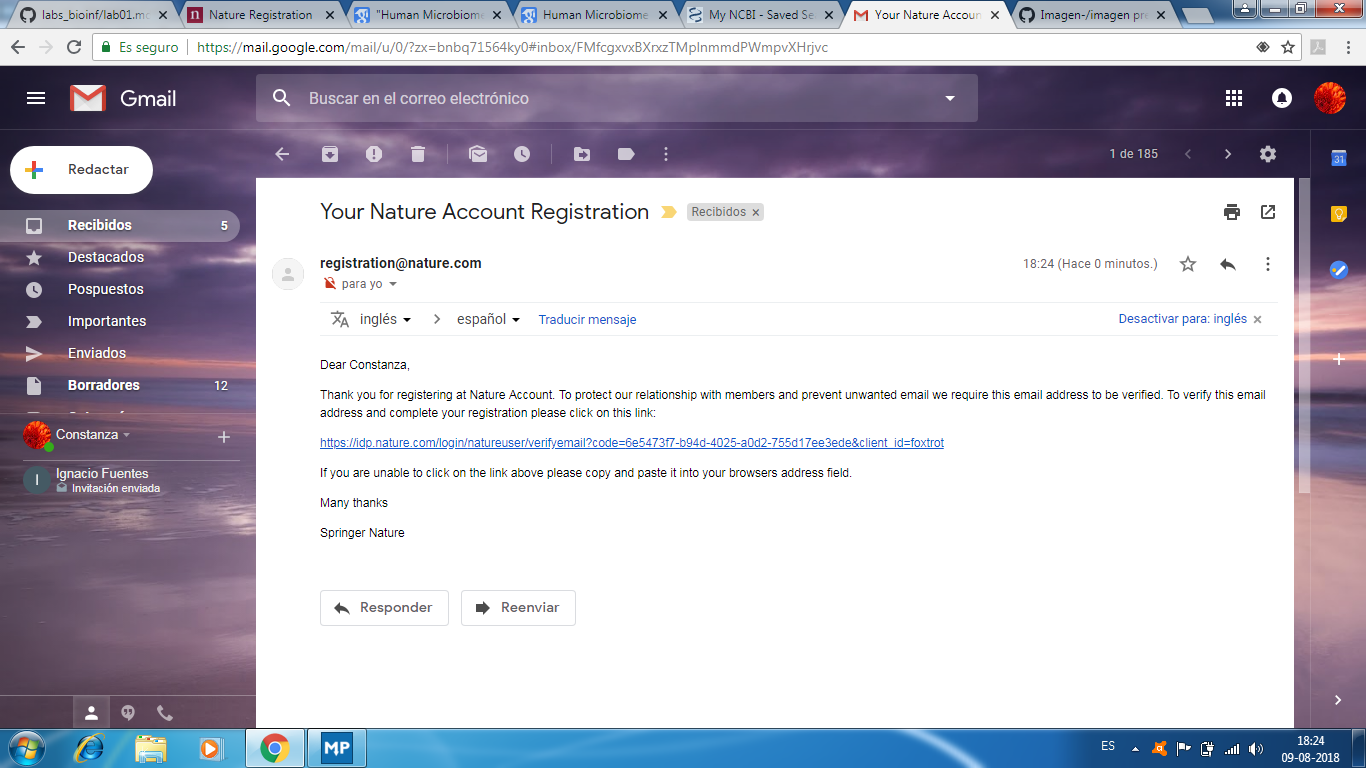 labs_bioinf/lab01.mc
Nature Registration
"Human Microbiome
Human Microbiome
My NCBI - Saved Se
Your Nature Accoun
Imagen-/imagen pre
Es seguro
https://mail.google.com/mail/u/0/?zx=bnbq71564ky0#inbox/FMfcgxvxBXrxzTMplnmmdPWmpvXHrjvc
Gmail
Buscar en el correo electrónico
Redactar
1 de 185
31
Recibidos 5
Destacados
Pospuestos
Importantes
Enviados
Borradores 12
Constanza
I
Ignacio Fuentes
Invitación enviada
Your Nature Account Registration
Recibidos x
registration@nature.com
18:24 (Hace 0 minutos.)
para yo
inglés
español
Traducir mensaje
Desactivar para: inglés
Dear Constanza,
Thank you for registering at Nature Account. To protect our relationship with members and prevent unwanted email we require this email address to be verified. To verify this email
address and complete your registration please click on this link:
https://idp.nature.com/login/natureuser/verifyemail?code=6e5473f7-b94d-4025-a0d2-755d17ee3ede&client_id=foxtrot
If you are unable to click on the link above please copy and paste it into your browsers address field.
Many thanks
Springer Nature
Responder
Reenviar
MP
ES
18:24
09-08-2018